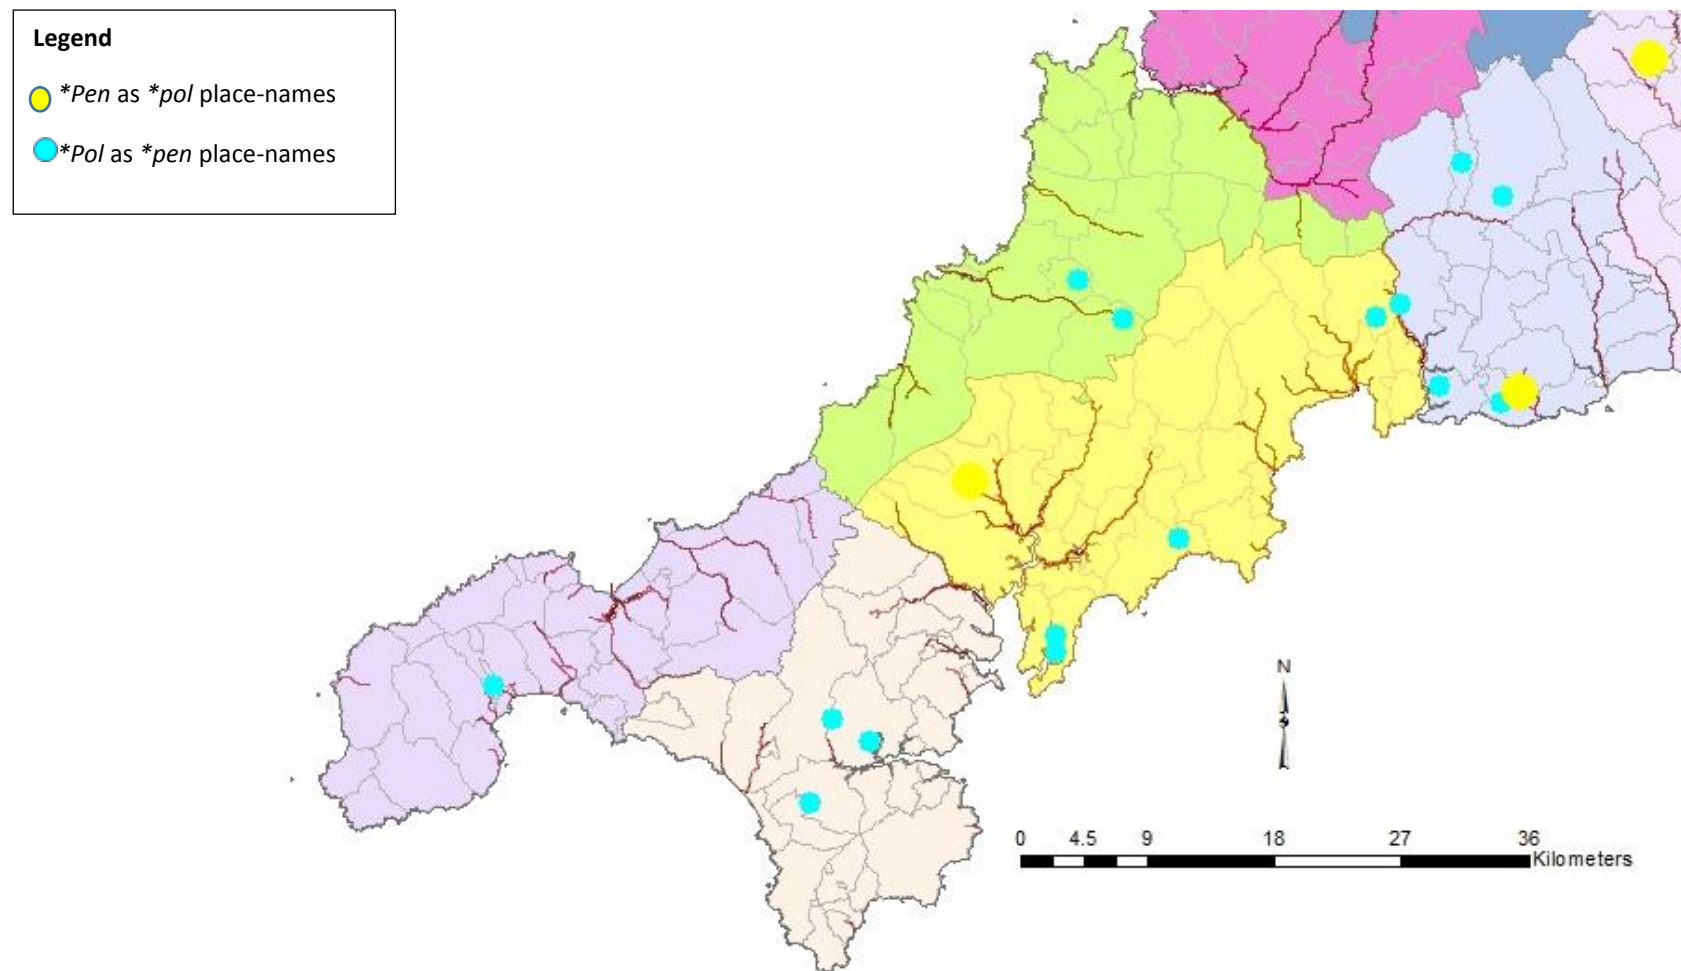 Legend
*Pen as *pol place-names
*Pol as *pen place-names
N
0 4.5 9 18 27 36
Kilometers